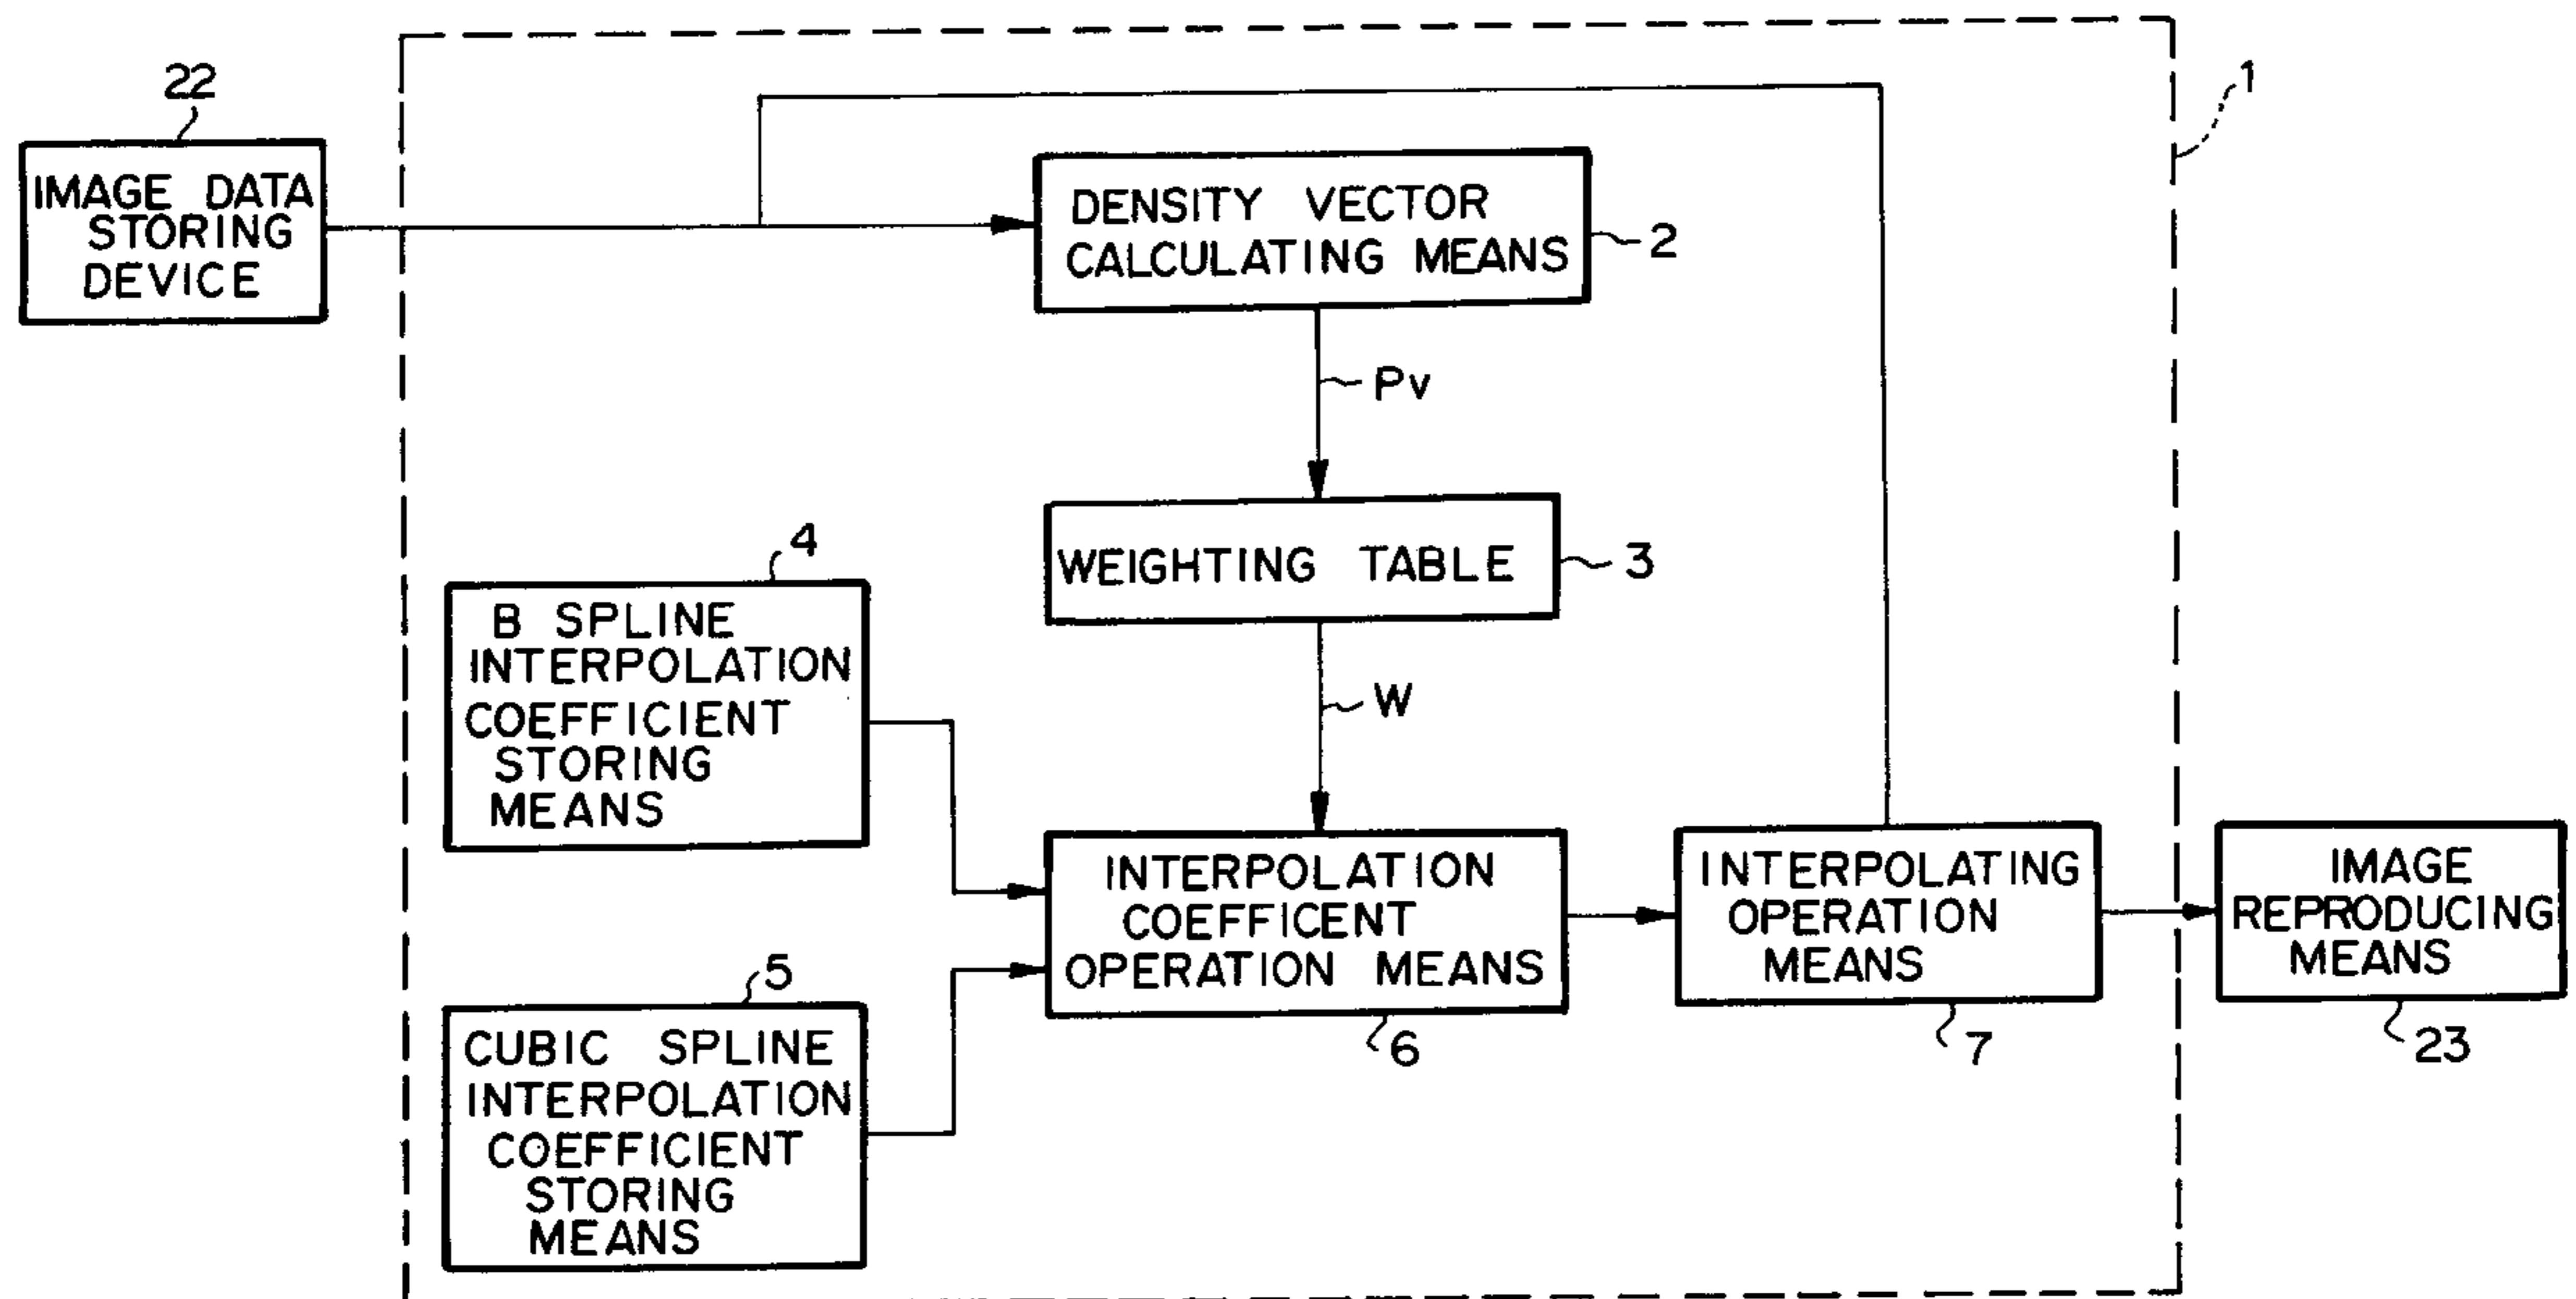 22
1
IMAGE DATA
STORING
DEVICE
DENSITY VECTOR
CALCULATING MEANS
2
Pv
WEIGHTING TABLE
3
W
4
B SPLINE
INTERPOLATION
COEFFICIENT
STORING
MEANS
5
CUBIC SPLINE
INTERPOLATION
COEFFICIENT
STORING
MEANS
INTERPOLATION
COEFFICENT
OPERATION MEANS
6
INTERPOLATING
OPERATION
MEANS
7
IMAGE
REPRODUCING
MEANS
23